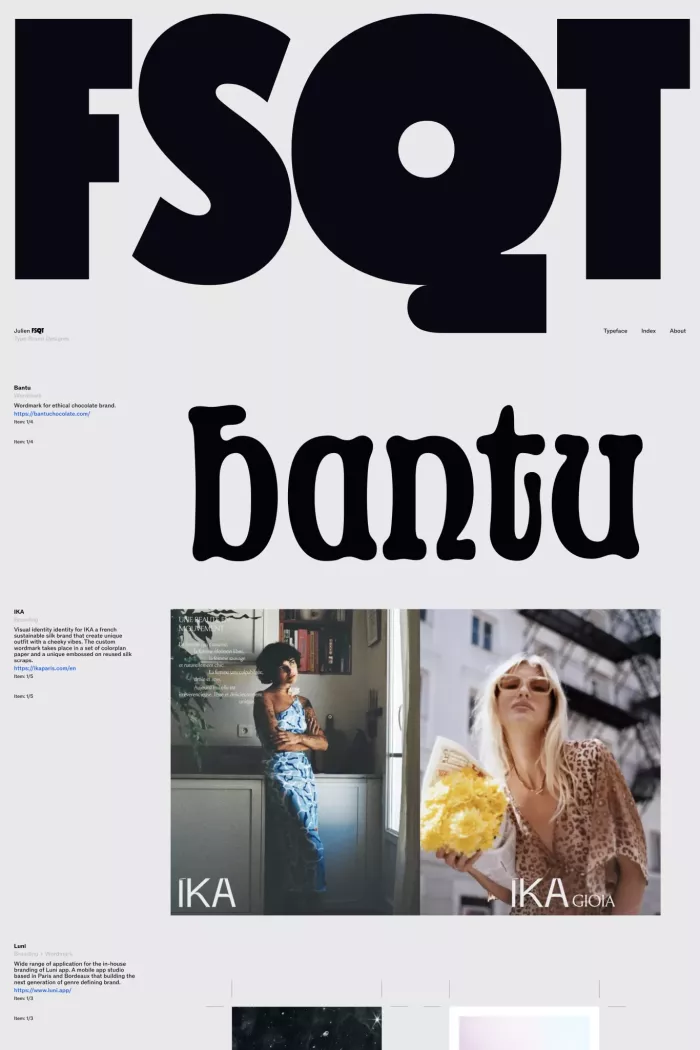 FSQT
Julien FSQT
Type Brand Designer
Typeface Index About
Bantu
Wordmark
Wordmark for ethical chocolate brand.
https://bantuchocolate.com/
Item: 1/4
Item: 1/4
bantu
IKA
Branding
Visual identity identity for IKA a french
sustainable silk brand that create unique
outfit with a cheeky vibes. The custom
wordmark takes place in a set of colorplan
paper and a unique embossed on reused silk
scraps.
https://ikaparis.com/en
Item: 1/5
Item: 1/5
UNE BEAUTÉ
MOUVEMENT
IKA
IKA GIOIA
Luni
Branding + Wordmark
Wide range of application for the in-house
branding of Luni app. A mobile app studio
based in Paris and Bordeaux that building the
next generation of genre defining brand.
https://www.luni.app/
Item: 1/3
Item: 1/3